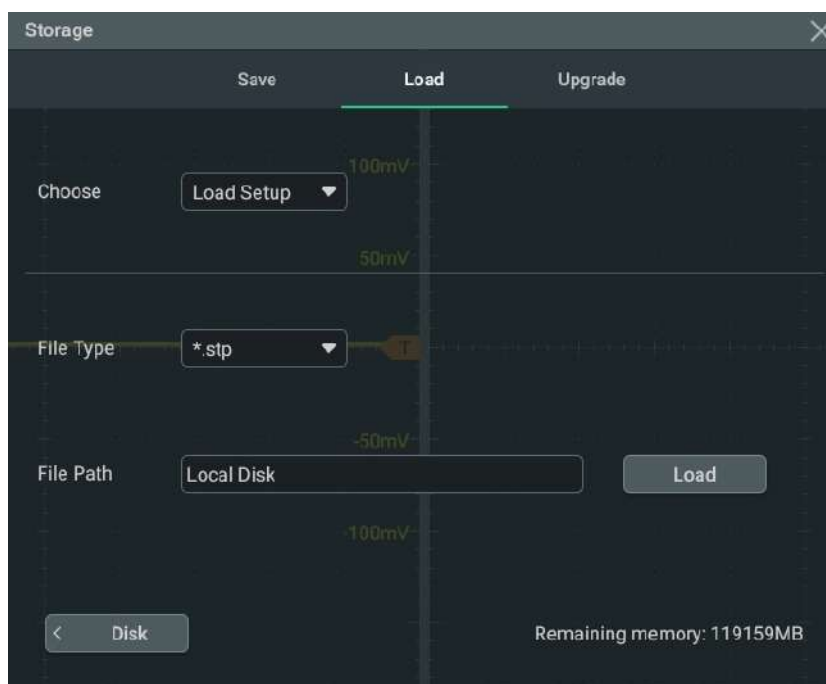 Storage
Save Load Upgrade
100mV
Choose Load Setup
50mV
File Type *.stp T
-50mV
File Path Local Disk Load
-100mV
< Disk Remaining memory: 119159MB